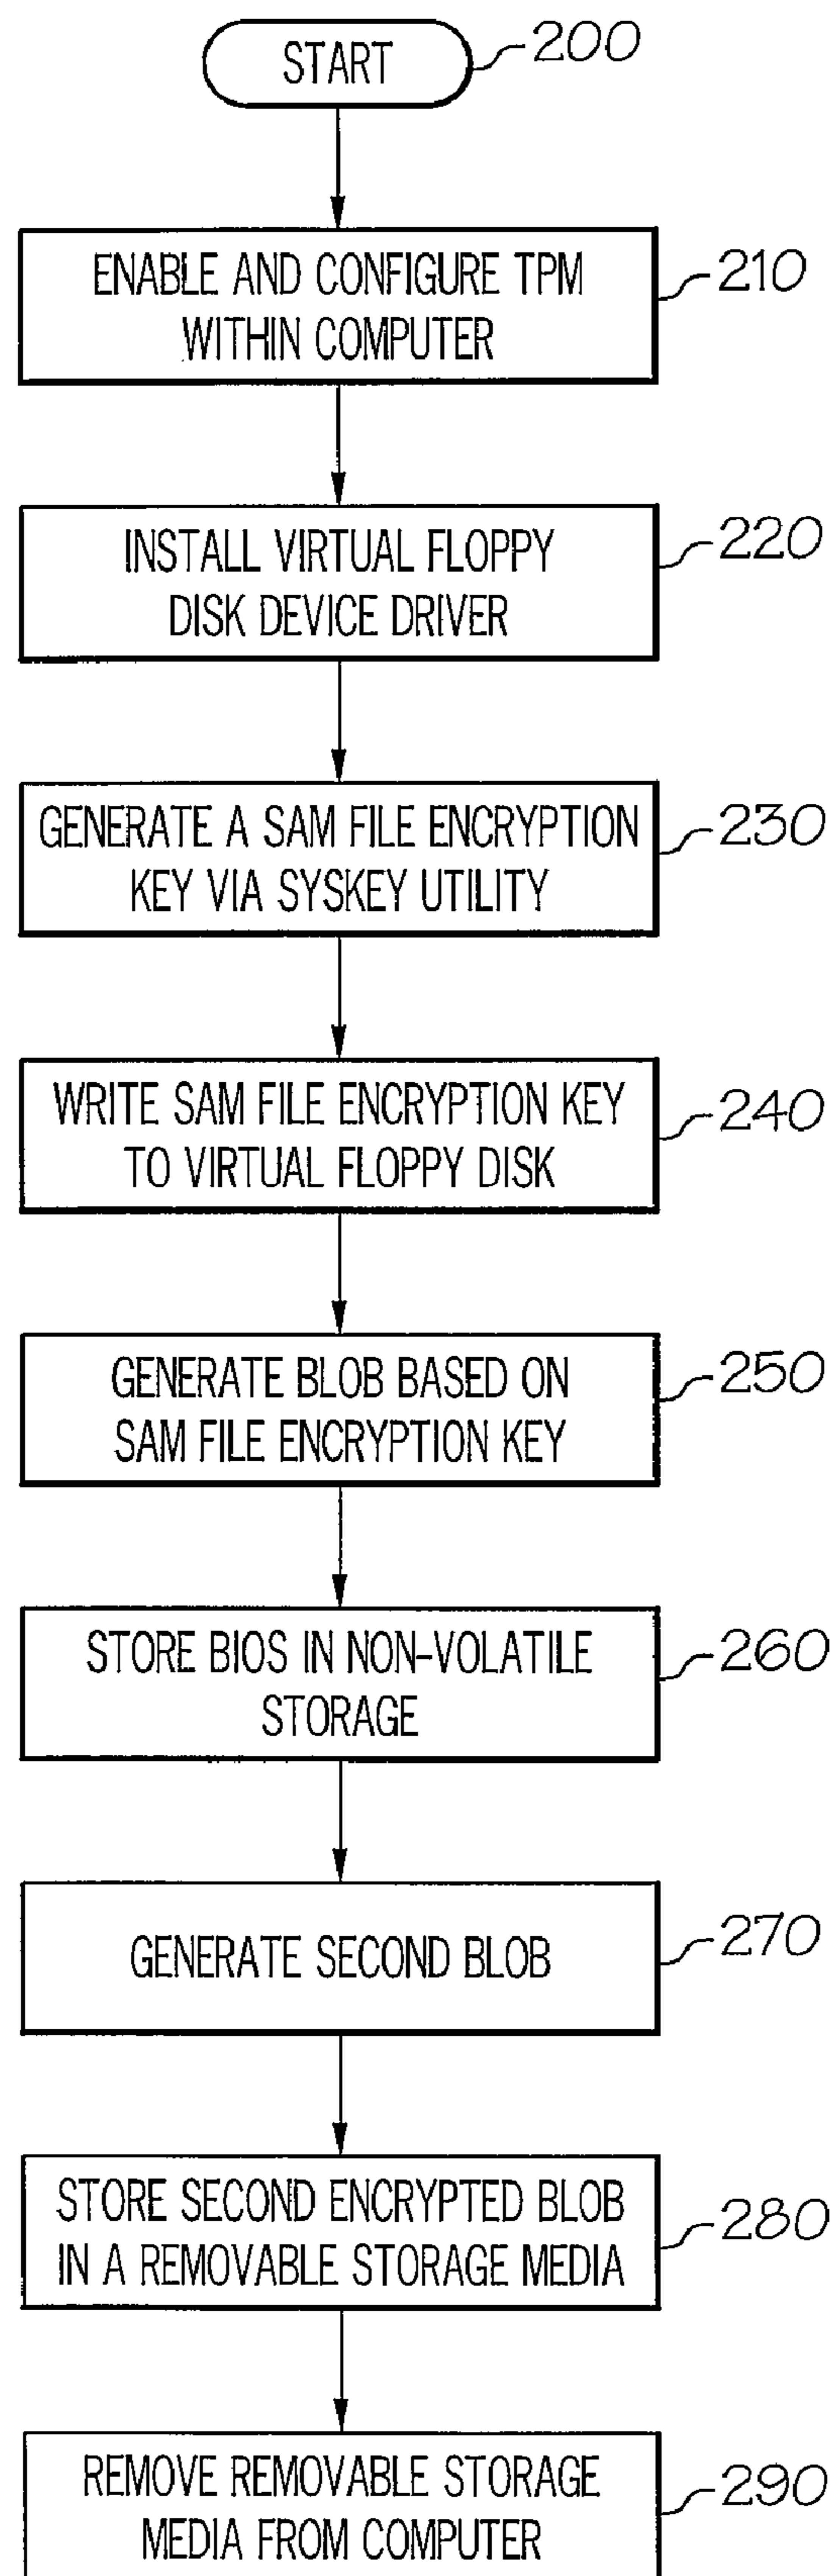 START
200
ENABLE AND CONFIGURE TPM
WITHIN COMPUTER
210
INSTALL VIRTUAL FLOPPY
DISK DEVICE DRIVER
220
GENERATE A SAM FILE ENCRYPTION
KEY VIA SYSKEY UTILITY
230
WRITE SAM FILE ENCRYPTION KEY
TO VIRTUAL FLOPPY DISK
240
GENERATE BLOB BASED ON
SAM FILE ENCRYPTION KEY
250
STORE BIOS IN NON-VOLATILE
STORAGE
260
GENERATE SECOND BLOB
270
STORE SECOND ENCRYPTED BLOB
IN A REMOVABLE STORAGE MEDIA
280
REMOVE REMOVABLE STORAGE
MEDIA FROM COMPUTER
290